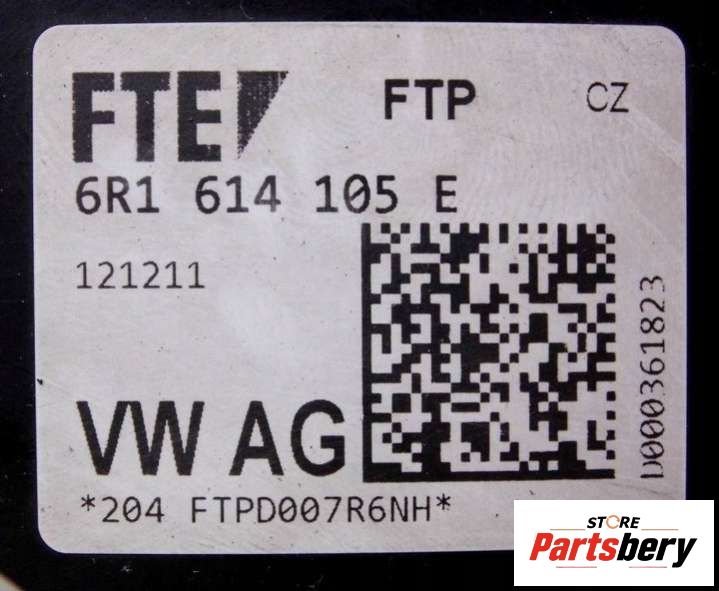 FTE FTP CZ
6R1 614 105 E
121211
D000361823
VW AG
*204 FTPD007R6NH*
STORE
Partsbery